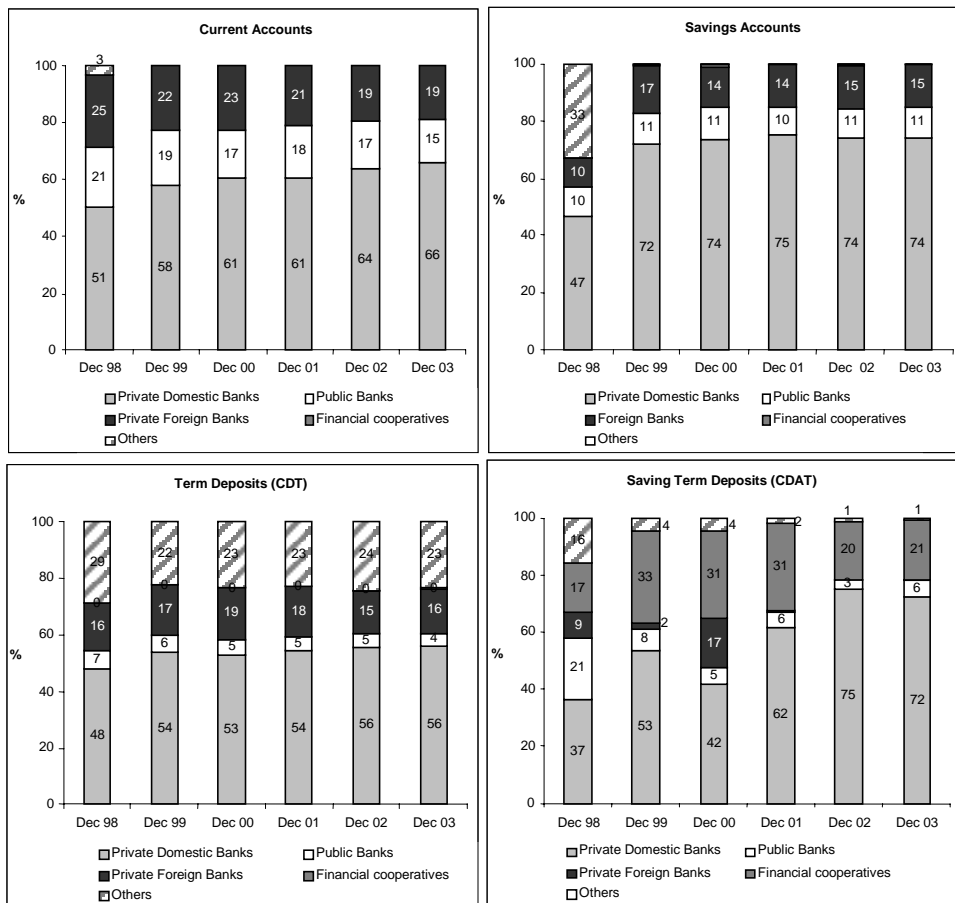 Current Accounts
100
80
60
%
40
20
0
3
25 22 23 21 19 19
21 19 17 18 17 15
51 58 61 61 64 66
Dec 98 Dec 99 Dec 00 Dec 01 Dec 02 Dec 03
Private Domestic Banks Public Banks
Private Foreign Banks Financial cooperatives
Others
Savings Accounts
100
80
60
%
40
20
0
33
10 17 14 14 15 15
10 11 11 10 11 11
47 72 74 75 74 74
Dec 98 Dec 99 Dec 00 Dec 01 Dec 02 Dec 03
Private Domestic Banks Public Banks
Foreign Banks Financial cooperatives
Others
Term Deposits (CDT)
100
80
60
%
40
20
0
29 22 23 23 24 23
0 0 0 0 0 0
16 17 19 18 15 16
7 6 5 5 5 4
48 54 53 54 56 56
Dec 98 Dec 99 Dec 00 Dec 01 Dec 02 Dec 03
Private Domestic Banks Public Banks
Private Foreign Banks Financial cooperatives
Others
Saving Term Deposits (CDAT)
100
80
60
%
40
20
0
16 4 4 2 1 1
17 33 31 31 20 21
9 2 17
21 8 5 6 3 6
37 53 42 62 75 72
Dec 98 Dec 99 Dec 00 Dec 01 Dec 02 Dec 03
Private Domestic Banks Public Banks
Private Foreign Banks Financial cooperatives
Others